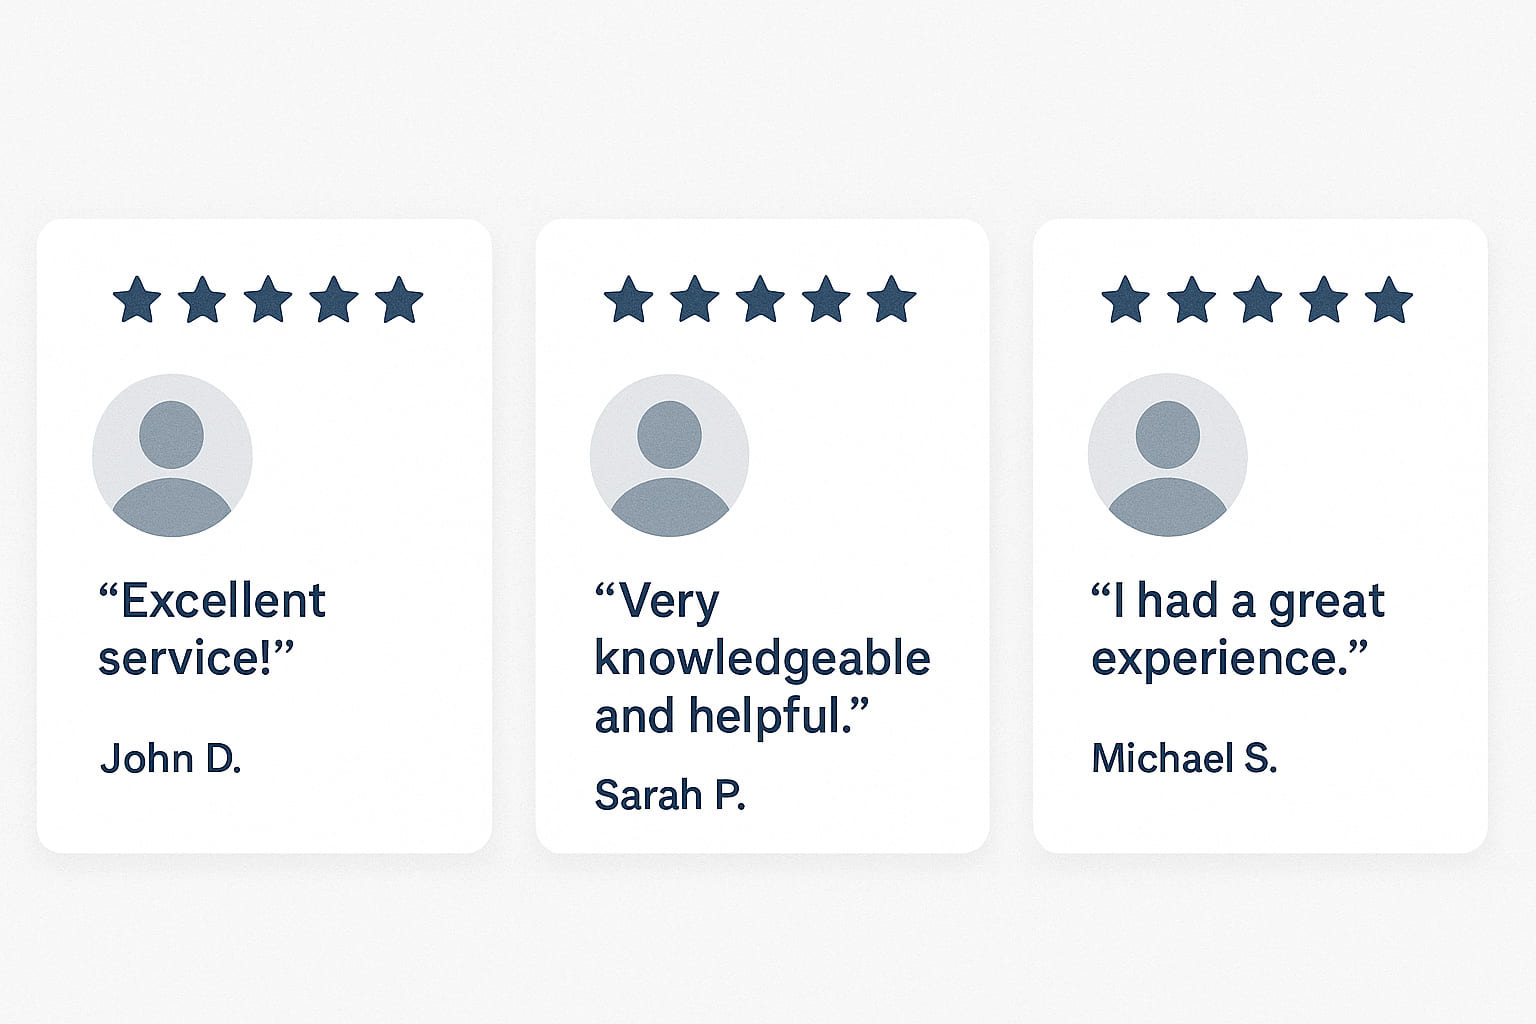 “Excellent
service!”
John D.
“Very
knowledgeable
and helpful.”
Sarah P.
“I had a great
experience.”
Michael S.